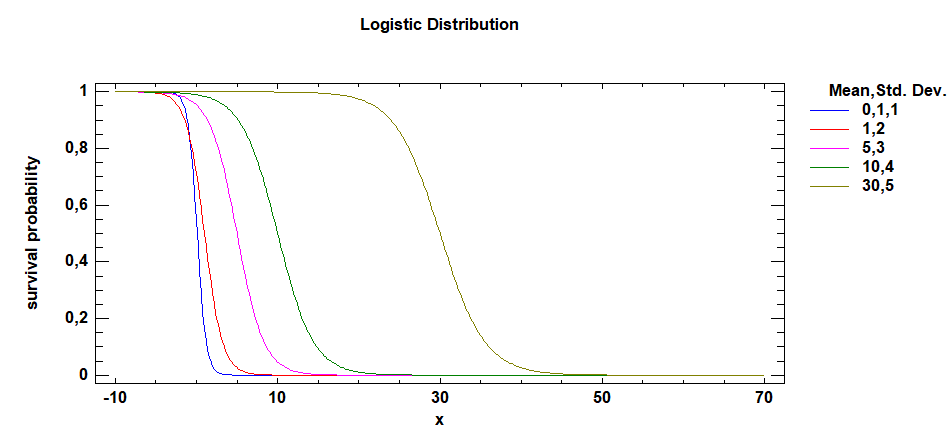 Logistic Distribution
Mean,Std. Dev.
0,1,1
1,2
5,3
10,4
30,5
survival probability
1
0,8
0,6
0,4
0,2
0
-10 10 30 50 70
x